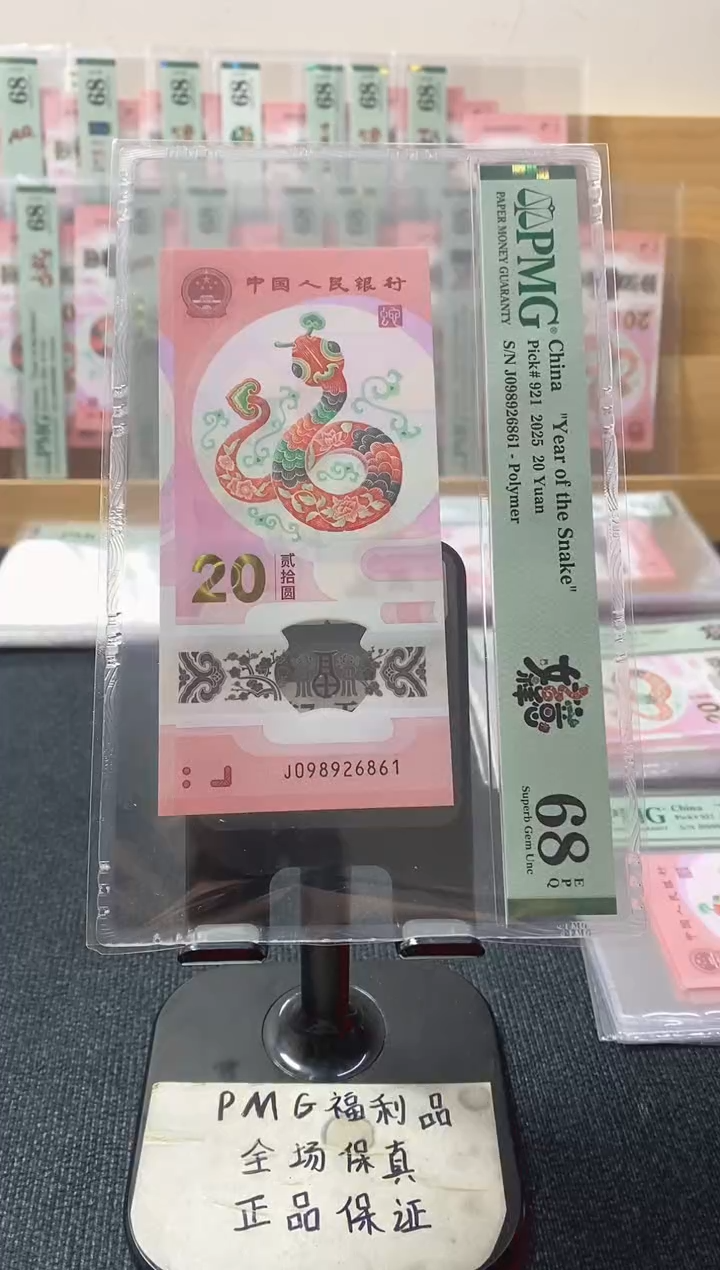 中国人民银行
20
贰拾圆
J098926861
PMG
PAPER MONEY GUARANTY
China "Year of the Snake"
Pick# 921 2025 20 Yuan
S/N J098926861 - Polymer
68 EPQ
Superb Gem Unc
PMG福利品
全场保真
正品保证